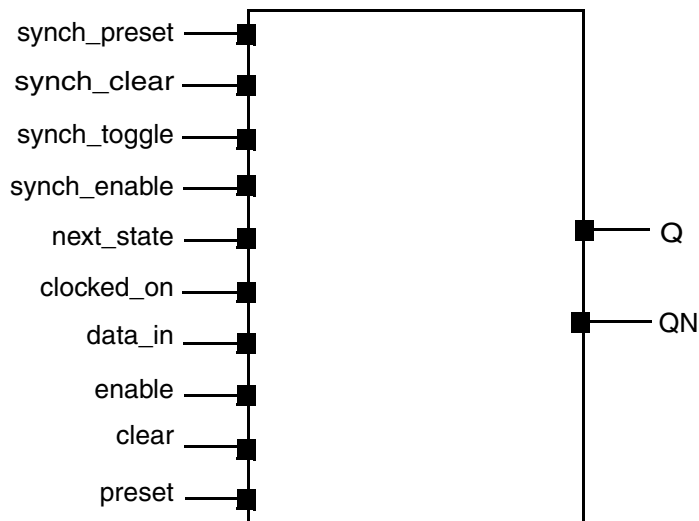 synch_preset
synch_clear
synch_toggle
synch_enable
next_state
Q
clocked_on
QN
data_in
enable
clear
preset